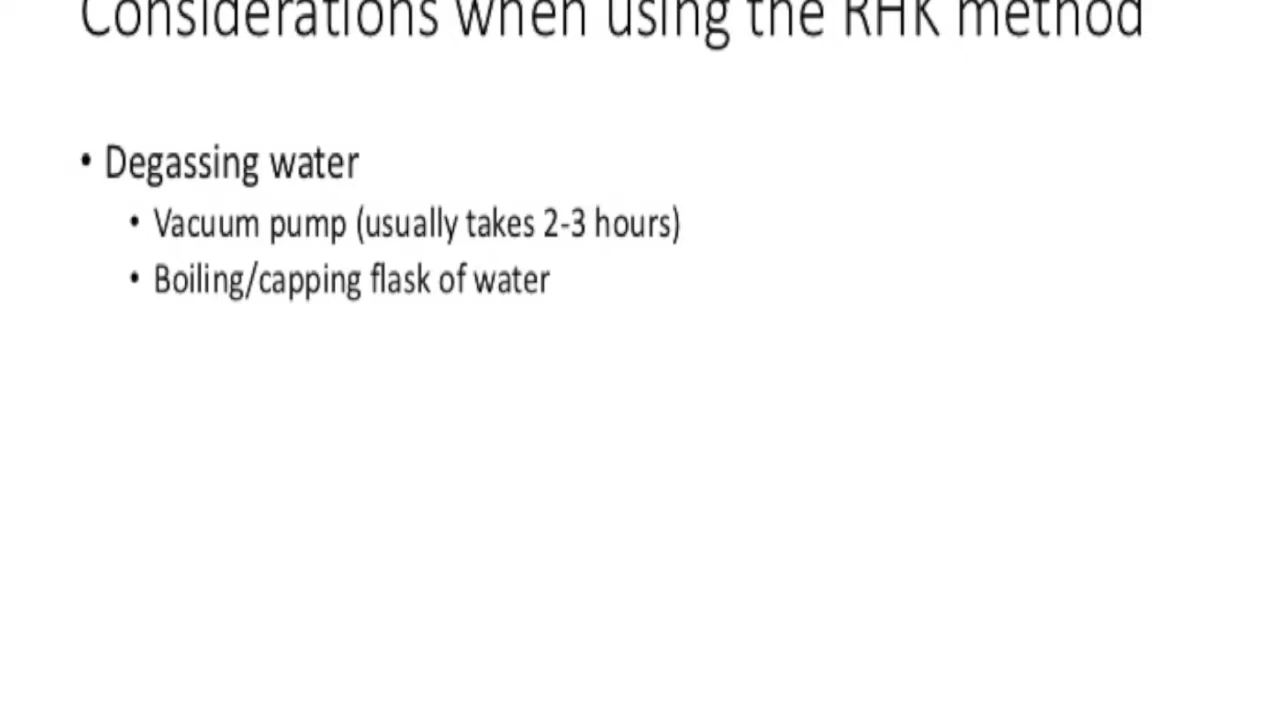 Considerations when using the RHK method
• Degassing water
• Vacuum pump (usually takes 2-3 hours)
• Boiling/capping flask of water